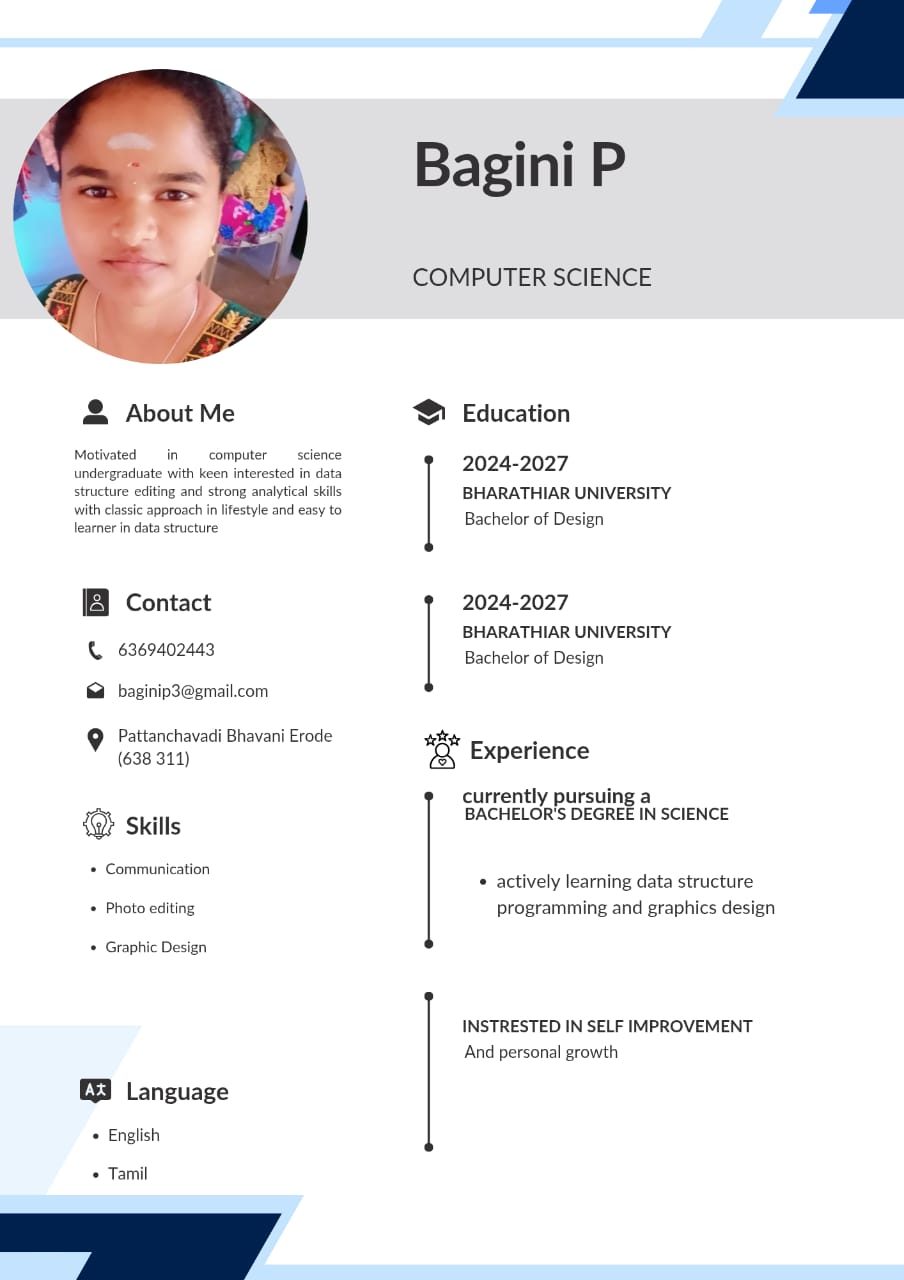 Bagini P
COMPUTER SCIENCE
About Me
Motivated in computer science
undergraduate with keen interested in data
structure editing and strong analytical skills
with classic approach in lifestyle and easy to
learner in data structure
Contact
6369402443
baginip3@gmail.com
Pattanchavadi Bhavani Erode
(638 311)
Skills
• Communication
• Photo editing
• Graphic Design
Language
• English
• Tamil
Education
2024-2027
BHARATHIAR UNIVERSITY
Bachelor of Design
2024-2027
BHARATHIAR UNIVERSITY
Bachelor of Design
Experience
currently pursuing a
BACHELOR'S DEGREE IN SCIENCE
• actively learning data structure
programming and graphics design
INSTRESTED IN SELF IMPROVEMENT
And personal growth